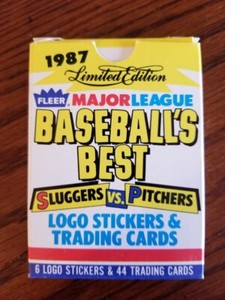 1987
Limited Edition
FLEER MAJOR LEAGUE
BASEBALL'S
BEST
SLUGGERS VS. PITCHERS
LOGO STICKERS &
TRADING CARDS
6 LOGO STICKERS & 44 TRADING CARDS